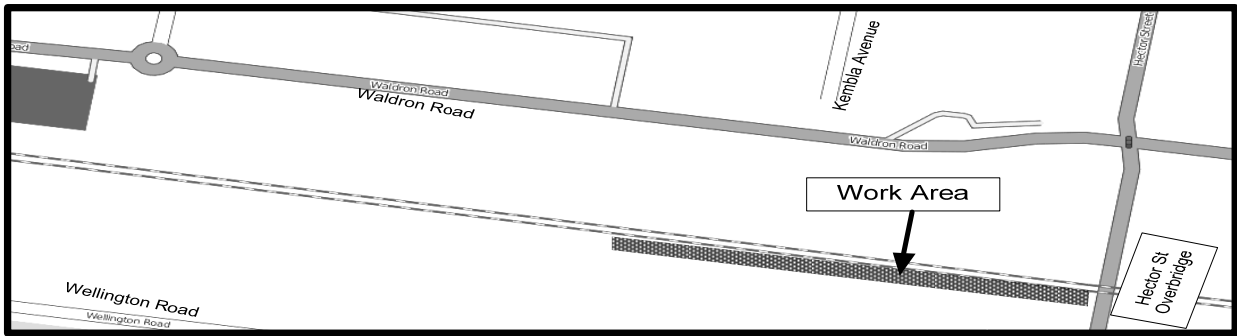 oad
Waldron Road
Waldron Road
Kembla Avenue
Hector Street
Waldron Road
Work Area
Hector St
Overbridge
Wellington Road
Wellington Road